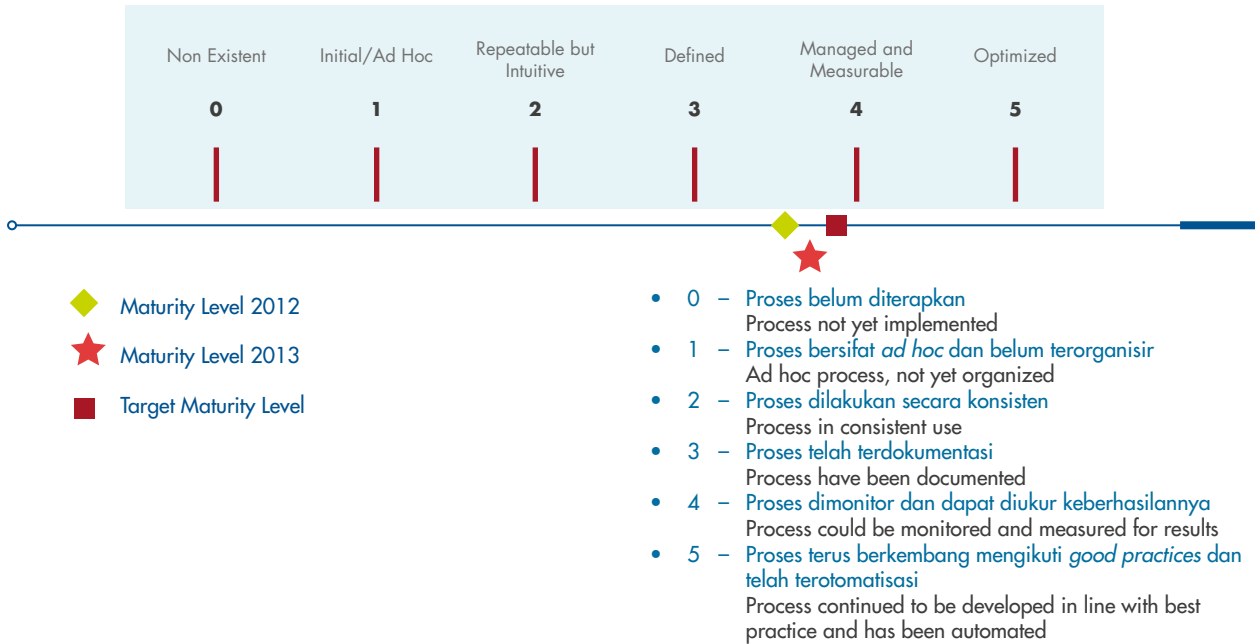 Non Existent
Initial/Ad Hoc
Repeatable but
Intuitive
Defined
Managed and
Measurable
Optimized
0
1
2
3
4
5
Maturity Level 2012
Maturity Level 2013
Target Maturity Level
• 0 – Proses belum diterapkan
Process not yet implemented
• 1 – Proses bersifat ad hoc dan belum terorganisir
Ad hoc process, not yet organized
• 2 – Proses dilakukan secara konsisten
Process in consistent use
• 3 – Proses telah terdokumentasi
Process have been documented
• 4 – Proses dimonitor dan dapat diukur keberhasilannya
Process could be monitored and measured for results
• 5 – Proses terus berkembang mengikuti good practices dan
telah terotomatisasi
Process continued to be developed in line with best
practice and has been automated